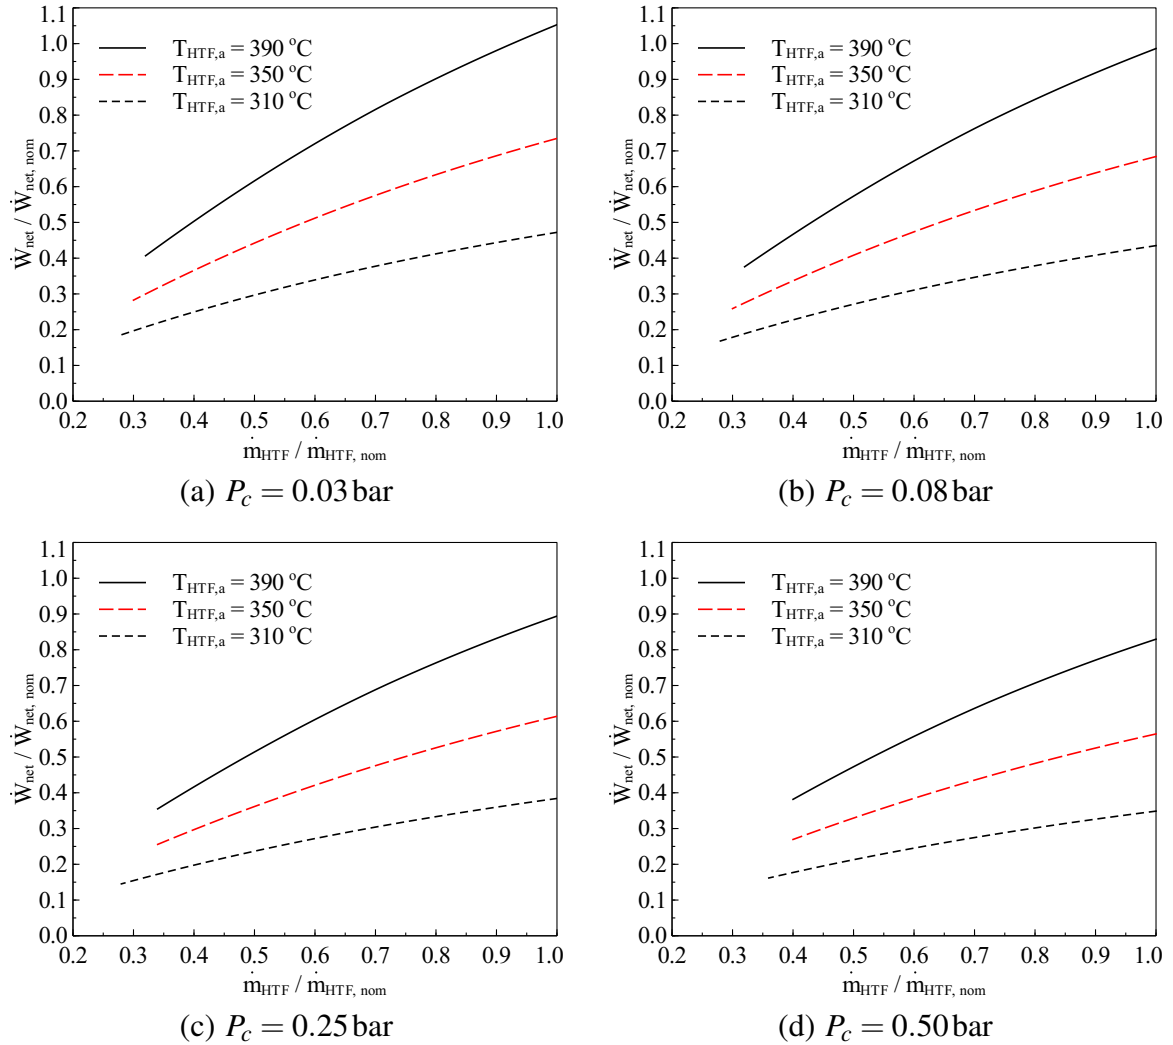 1.1
1.0
0.9
0.8
0.7
0.6
0.5
0.4
0.3
0.2
0.1
0.0
Ẇnet / Ẇnet, nom
THTF,a = 390 °C
THTF,a = 350 °C
THTF,a = 310 °C
0.2 0.3 0.4 0.5 0.6 0.7 0.8 0.9 1.0
ṁHTF / ṁHTF, nom
(a) Pc = 0.03 bar
1.1
1.0
0.9
0.8
0.7
0.6
0.5
0.4
0.3
0.2
0.1
0.0
Ẇnet / Ẇnet, nom
THTF,a = 390 °C
THTF,a = 350 °C
THTF,a = 310 °C
0.2 0.3 0.4 0.5 0.6 0.7 0.8 0.9 1.0
ṁHTF / ṁHTF, nom
(b) Pc = 0.08 bar
1.1
1.0
0.9
0.8
0.7
0.6
0.5
0.4
0.3
0.2
0.1
0.0
Ẇnet / Ẇnet, nom
THTF,a = 390 °C
THTF,a = 350 °C
THTF,a = 310 °C
0.2 0.3 0.4 0.5 0.6 0.7 0.8 0.9 1.0
ṁHTF / ṁHTF, nom
(c) Pc = 0.25 bar
1.1
1.0
0.9
0.8
0.7
0.6
0.5
0.4
0.3
0.2
0.1
0.0
Ẇnet / Ẇnet, nom
THTF,a = 390 °C
THTF,a = 350 °C
THTF,a = 310 °C
0.2 0.3 0.4 0.5 0.6 0.7 0.8 0.9 1.0
ṁHTF / ṁHTF, nom
(d) Pc = 0.50 bar